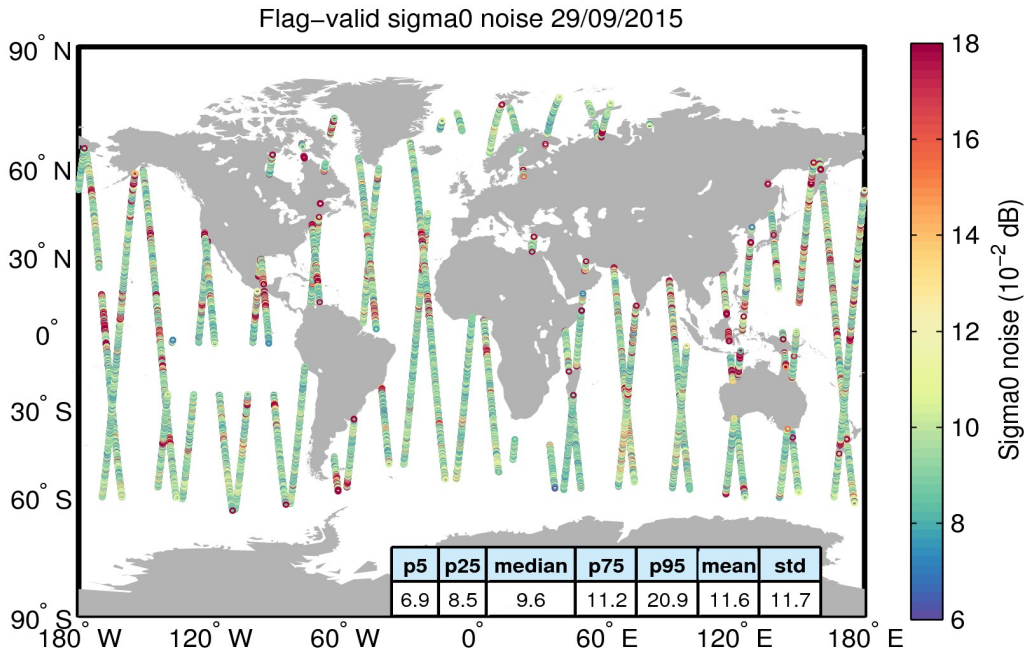 Flag−valid sigma0 noise 29/09/2015
90° N
60° N
30° N
0°
30° S
60° S
90° S
180° W 120° W 60° W 0° 60° E 120° E 180° E
p5 p25 median p75 p95 mean std
6.9 8.5 9.6 11.2 20.9 11.6 11.7
18
16
14
12
10
8
6
Sigma0 noise (10⁻² dB)